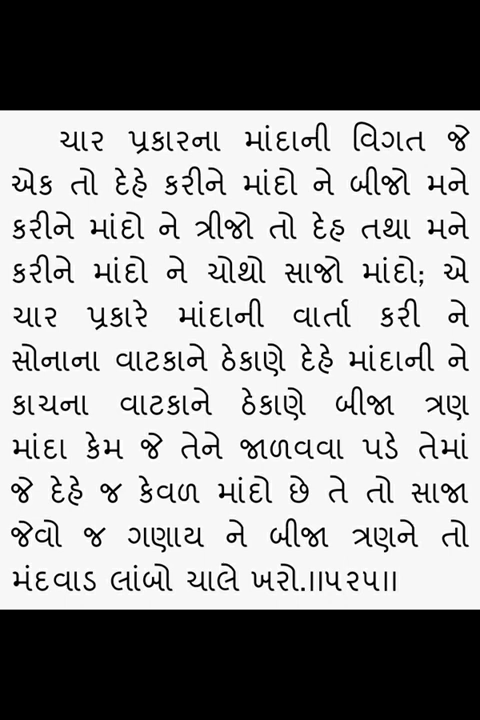 ચાર પ્રકારના માંદાની વિગત જે
એક તો દેહે કરીને માંદો ને બીજો મને
કરીને માંદો ને ત્રીજો તો દેહ તથા મને
કરીને માંદો ને ચોથો સાજો માંદો; એ
ચાર પ્રકારે માંદાની વાર્તા કરી ને
સોનાના વાટકાને ઠેકાણે દેહે માંદાની ને
કાચના વાટકાને ઠેકાણે બીજા ત્રણ
માંદા કેમ જે તેને જાળવવા પડે તેમાં
જે દેહે જ કેવળ માંદો છે તે તો સાજા
જેવો જ ગણાય ને બીજા ત્રણને તો
મંદવાડ લાંબો ચાલે ખરો.॥૫૨૫॥